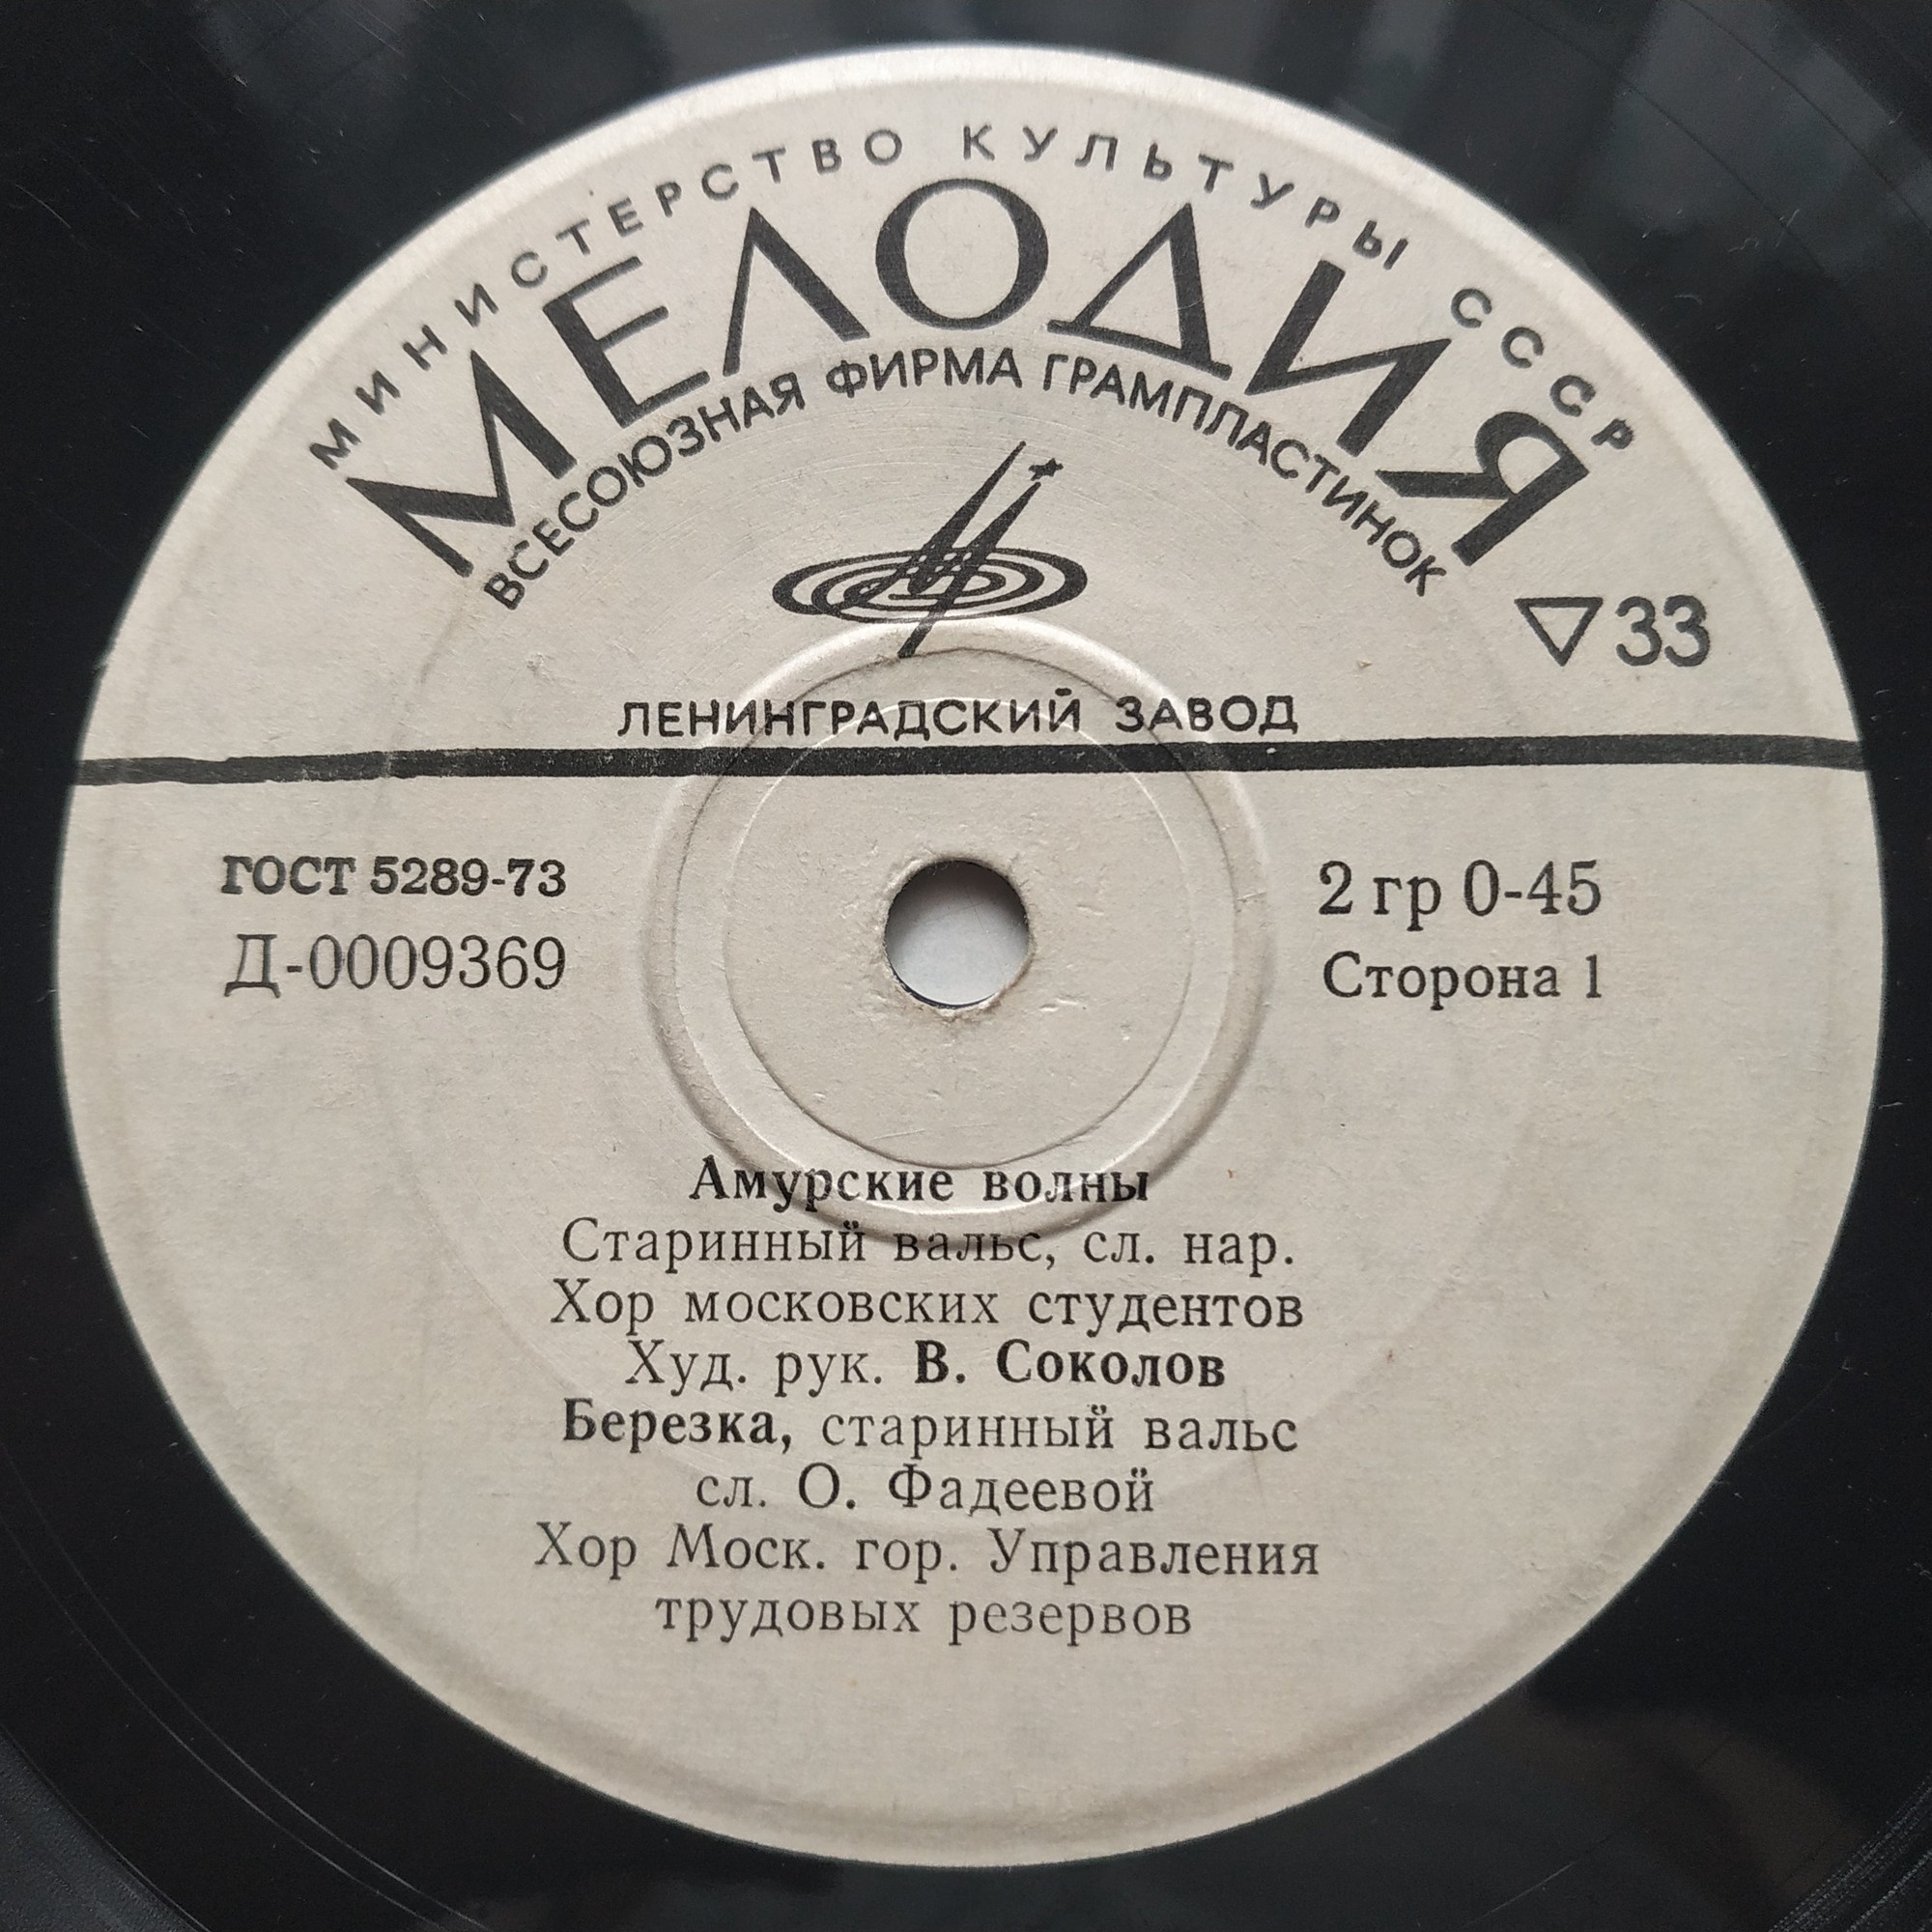 МИНИСТЕРСТВО КУЛЬТУРЫ СССР
МЕЛОДИЯ
ВСЕСОЮЗНАЯ ФИРМА ГРАМПЛАСТИНОК
33
ЛЕНИНГРАДСКИЙ ЗАВОД
ГОСТ 5289-73
Д-0009369
2 гр 0-45
Сторона 1
Амурские волны
Старинный вальс, сл. нар.
Хор московских студентов
Худ. рук. В. Соколов
Березка, старинный вальс
сл. О. Фадеевой
Хор Моск. гор. Управления
трудовых резервов